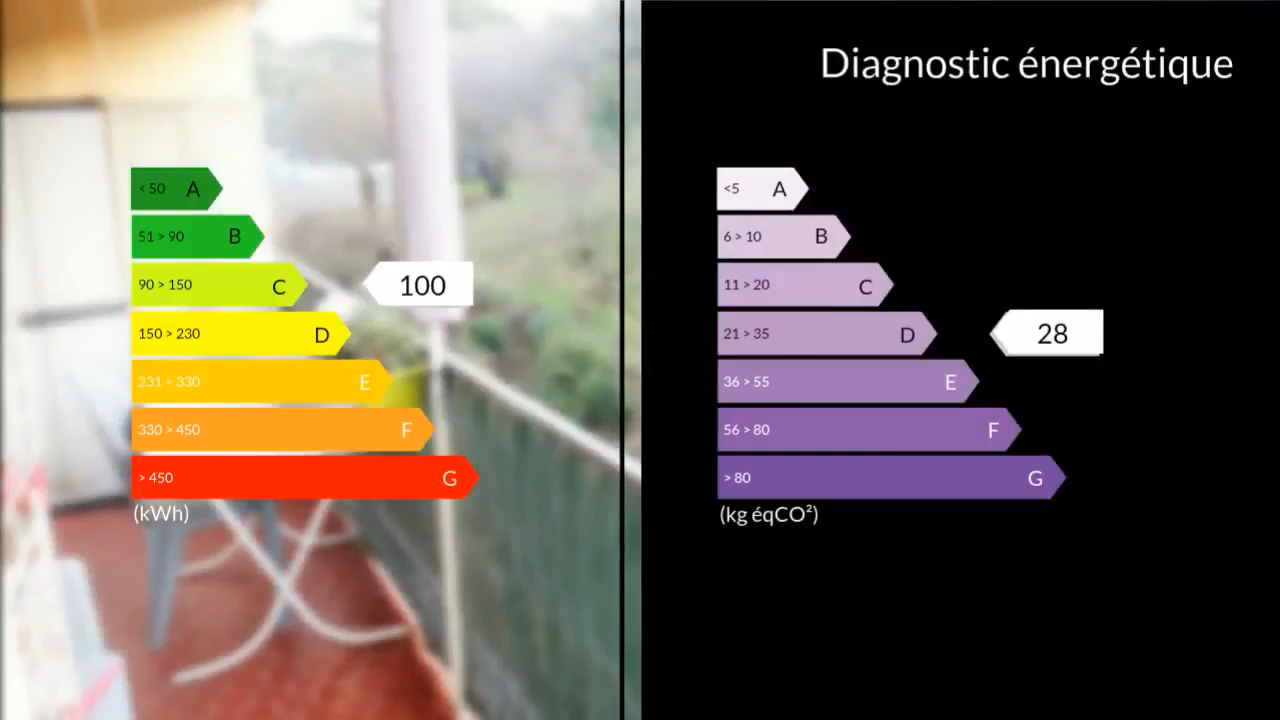 Diagnostic énergétique
< 50 A
51 > 90 B
90 > 150 C
100
150 > 230 D
231 > 330 E
330 > 450 F
> 450 G
(kWh)
<5 A
6 > 10 B
11 > 20 C
21 > 35 D
28
36 > 55 E
56 > 80 F
> 80 G
(kg éqCO²)